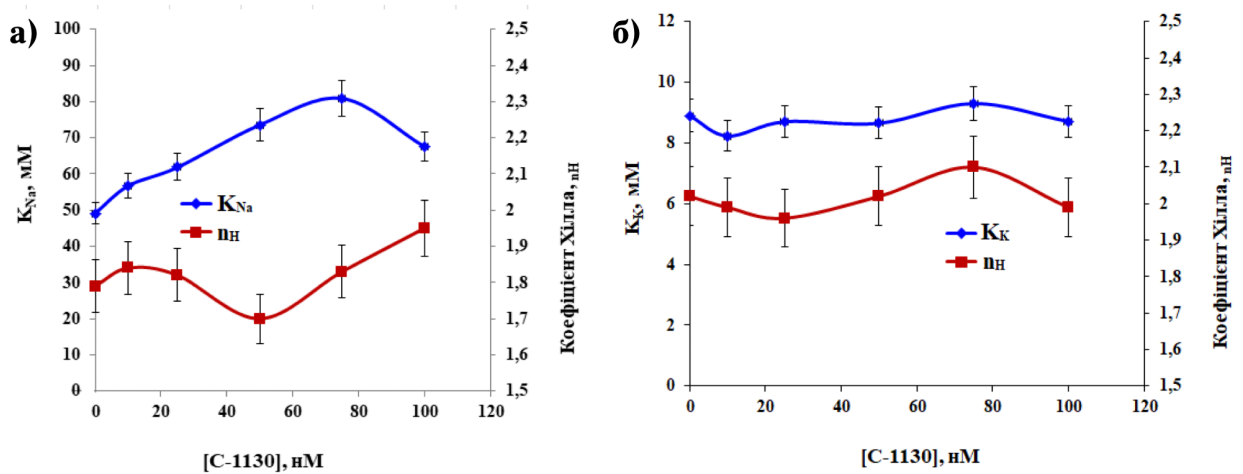 а)
K_Na, мМ
100
90
80
70
60
50
40
30
20
10
0
K_Na
n_H
2,5
2,4
2,3
2,2
2,1
2
1,9
1,8
1,7
1,6
1,5
Коефіцієнт Хілла, nH
0 20 40 60 80 100 120
[С-1130], нМ
б)
K_K, мМ
12
10
8
6
4
2
0
K_K
n_H
2,5
2,4
2,3
2,2
2,1
2
1,9
1,8
1,7
1,6
1,5
Коефіцієнт Хілла, nH
0 20 40 60 80 100 120
[С-1130], нМ